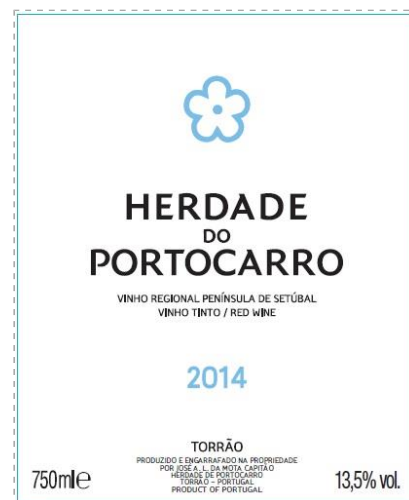 HERDADE
DO
PORTOCARRO
VINHO REGIONAL PENÍNSULA DE SETÚBAL
VINHO TINTO / RED WINE
2014
TORRÃO
PRODUZIDO E ENGARRAFADO NA PROPRIEDADE
POR JOSÉ A. L. DA MOTA CAPITÃO
HERDADE DE PORTOCARRO
TORRÃO - PORTUGAL
PRODUCT OF PORTUGAL
750ml℮
13,5% vol.